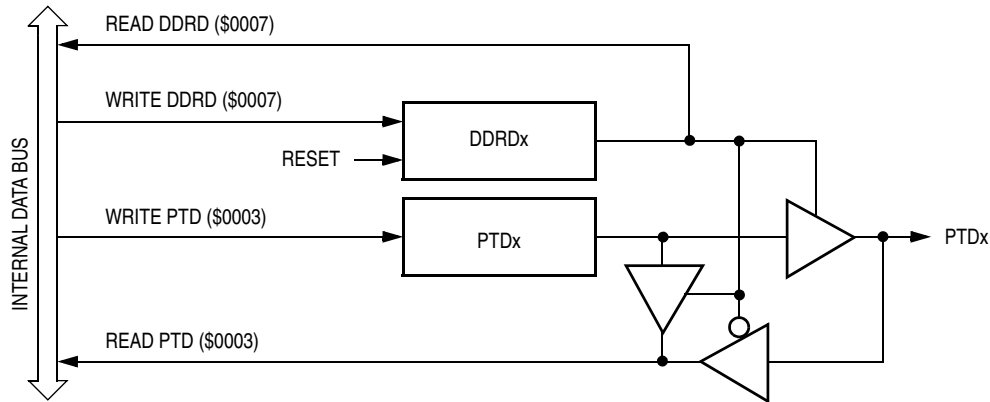 READ DDRD ($0007)
WRITE DDRD ($0007)
DDRDx
RESET
WRITE PTD ($0003)
PTDx
PTDx
READ PTD ($0003)
INTERNAL DATA BUS